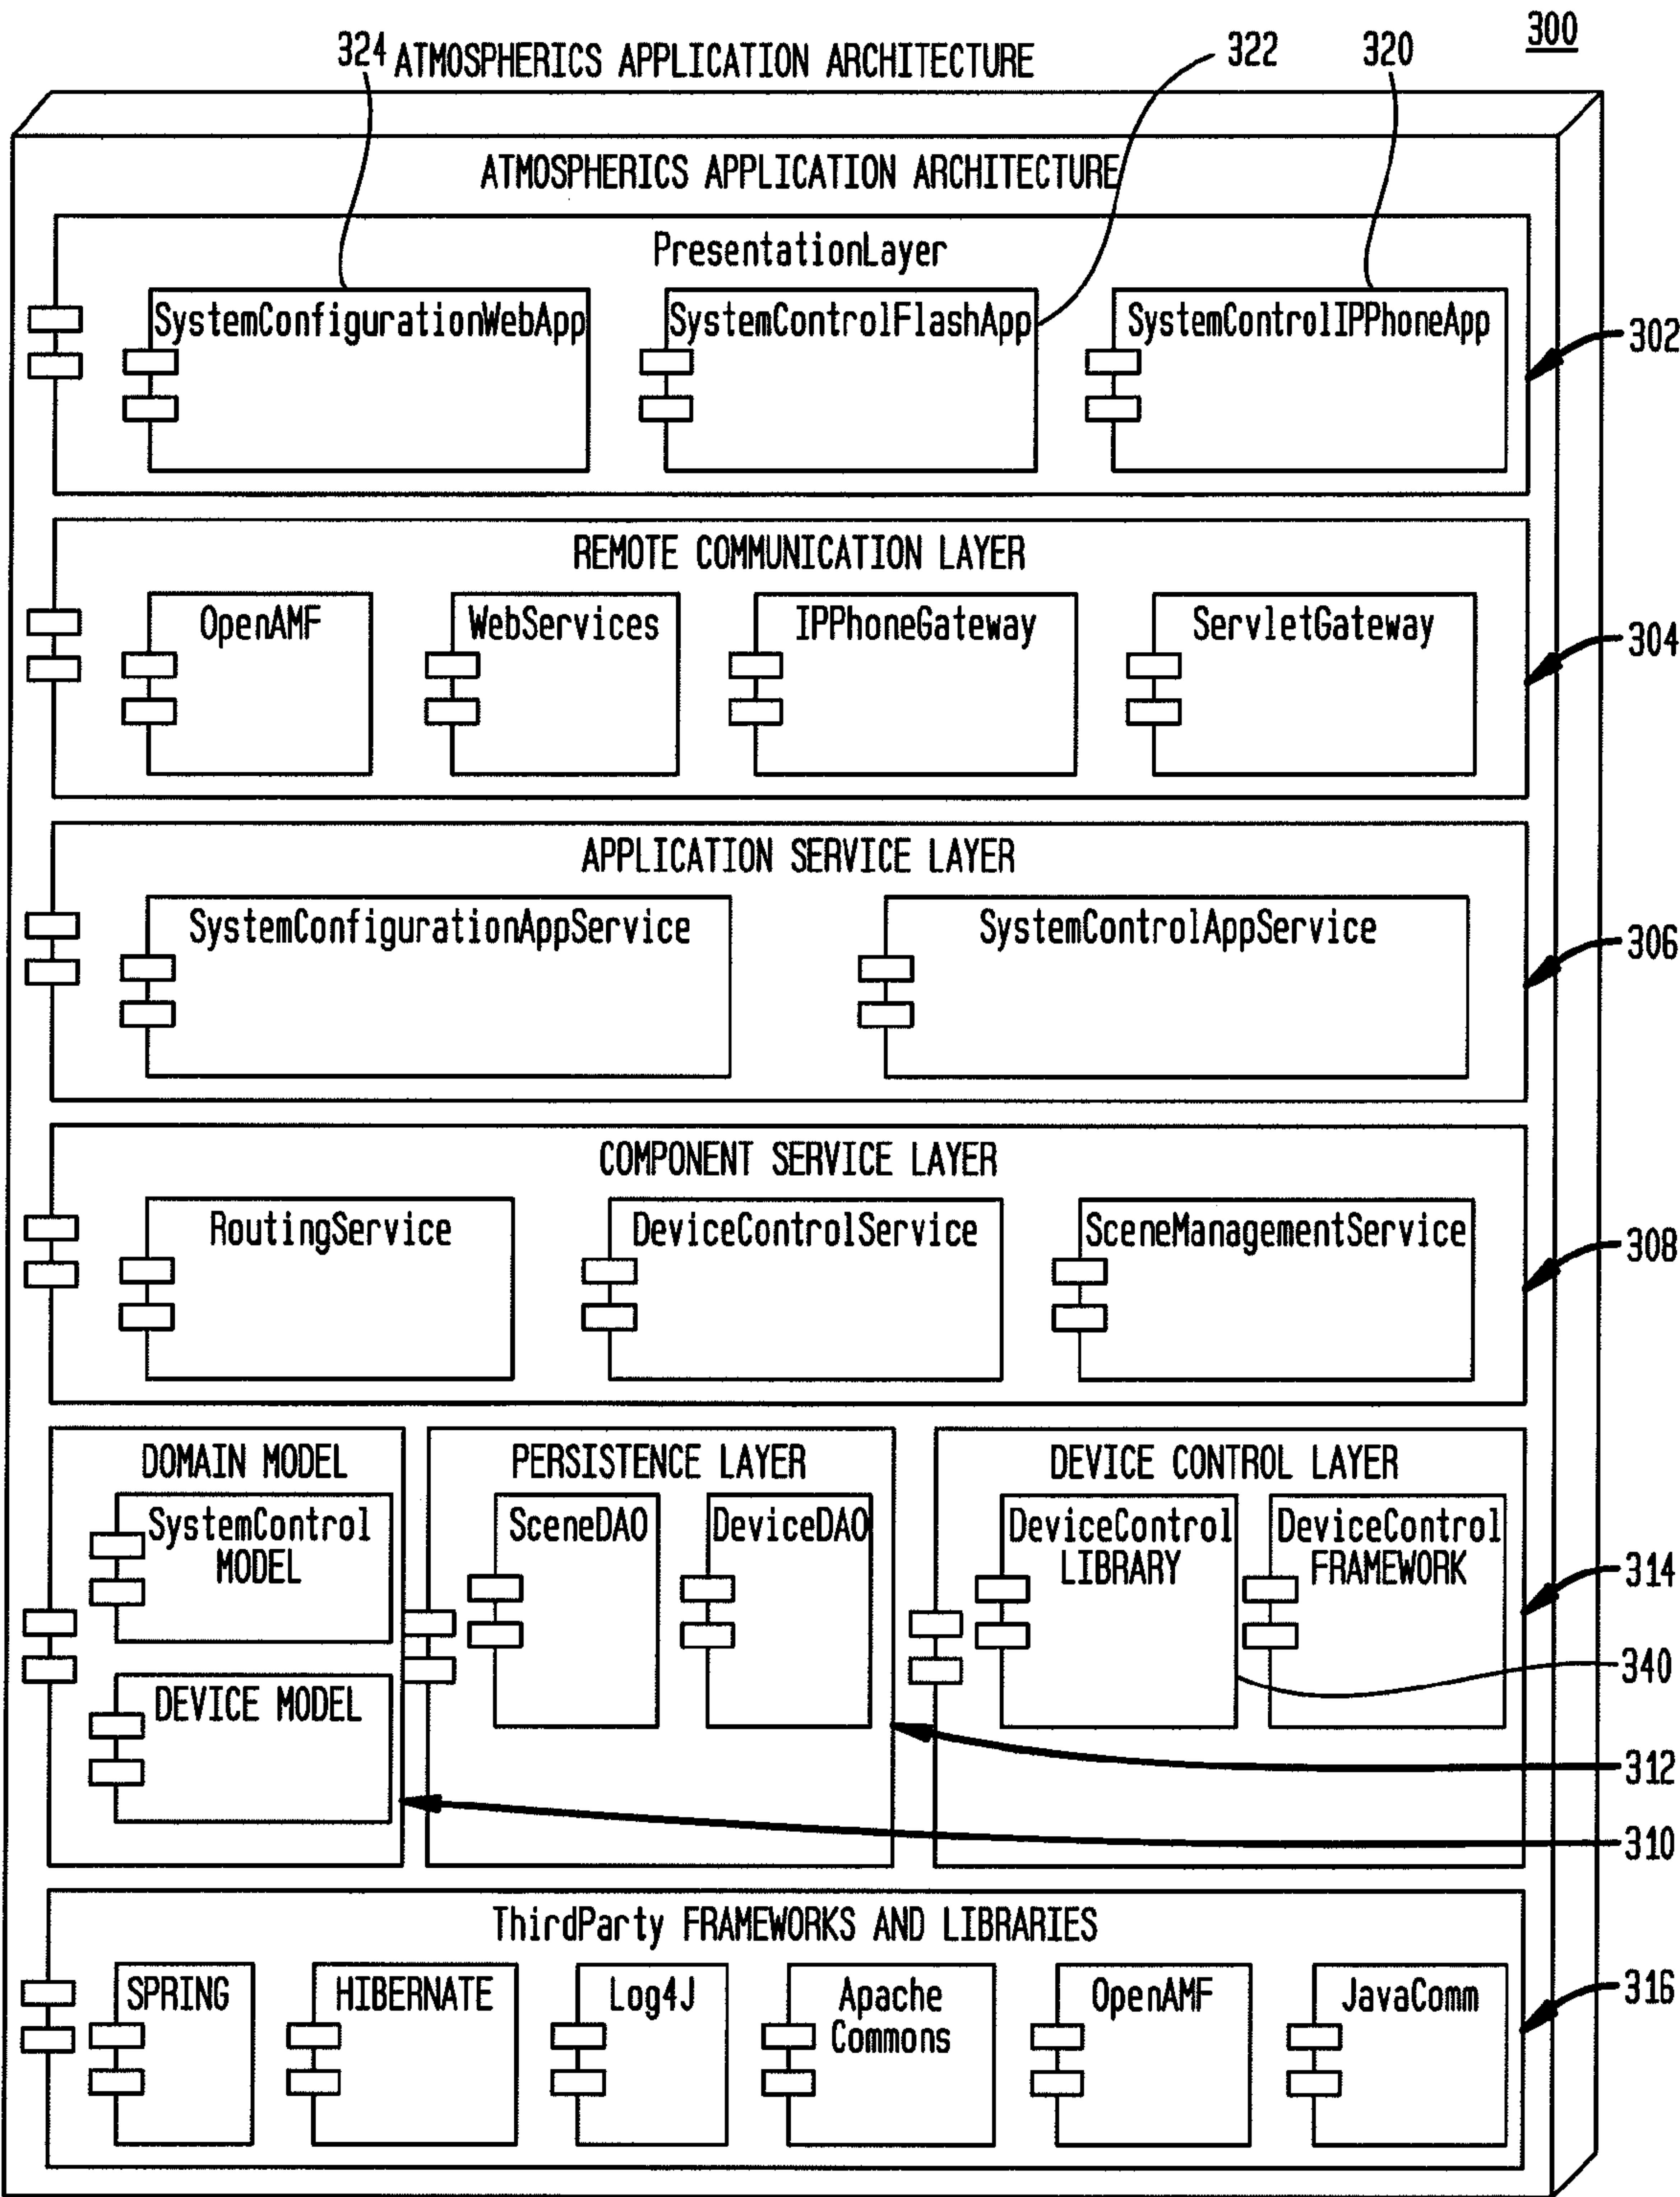 300
324 ATMOSPHERICS APPLICATION ARCHITECTURE 322 320
ATMOSPHERICS APPLICATION ARCHITECTURE
PresentationLayer
SystemConfigurationWebApp SystemControlFlashApp SystemControlIPPhoneApp
302
REMOTE COMMUNICATION LAYER
OpenAMF WebServices IPPhoneGateway ServletGateway
304
APPLICATION SERVICE LAYER
SystemConfigurationAppService SystemControlAppService
306
COMPONENT SERVICE LAYER
RoutingService DeviceControlService SceneManagementService
308
DOMAIN MODEL PERSISTENCE LAYER DEVICE CONTROL LAYER
SystemControl SceneDAO DeviceDAO DeviceControl DeviceControl
MODEL LIBRARY FRAMEWORK
314
340
DEVICE MODEL
312
310
ThirdParty FRAMEWORKS AND LIBRARIES
SPRING HIBERNATE Log4J Apache OpenAMF JavaComm
Commons
316